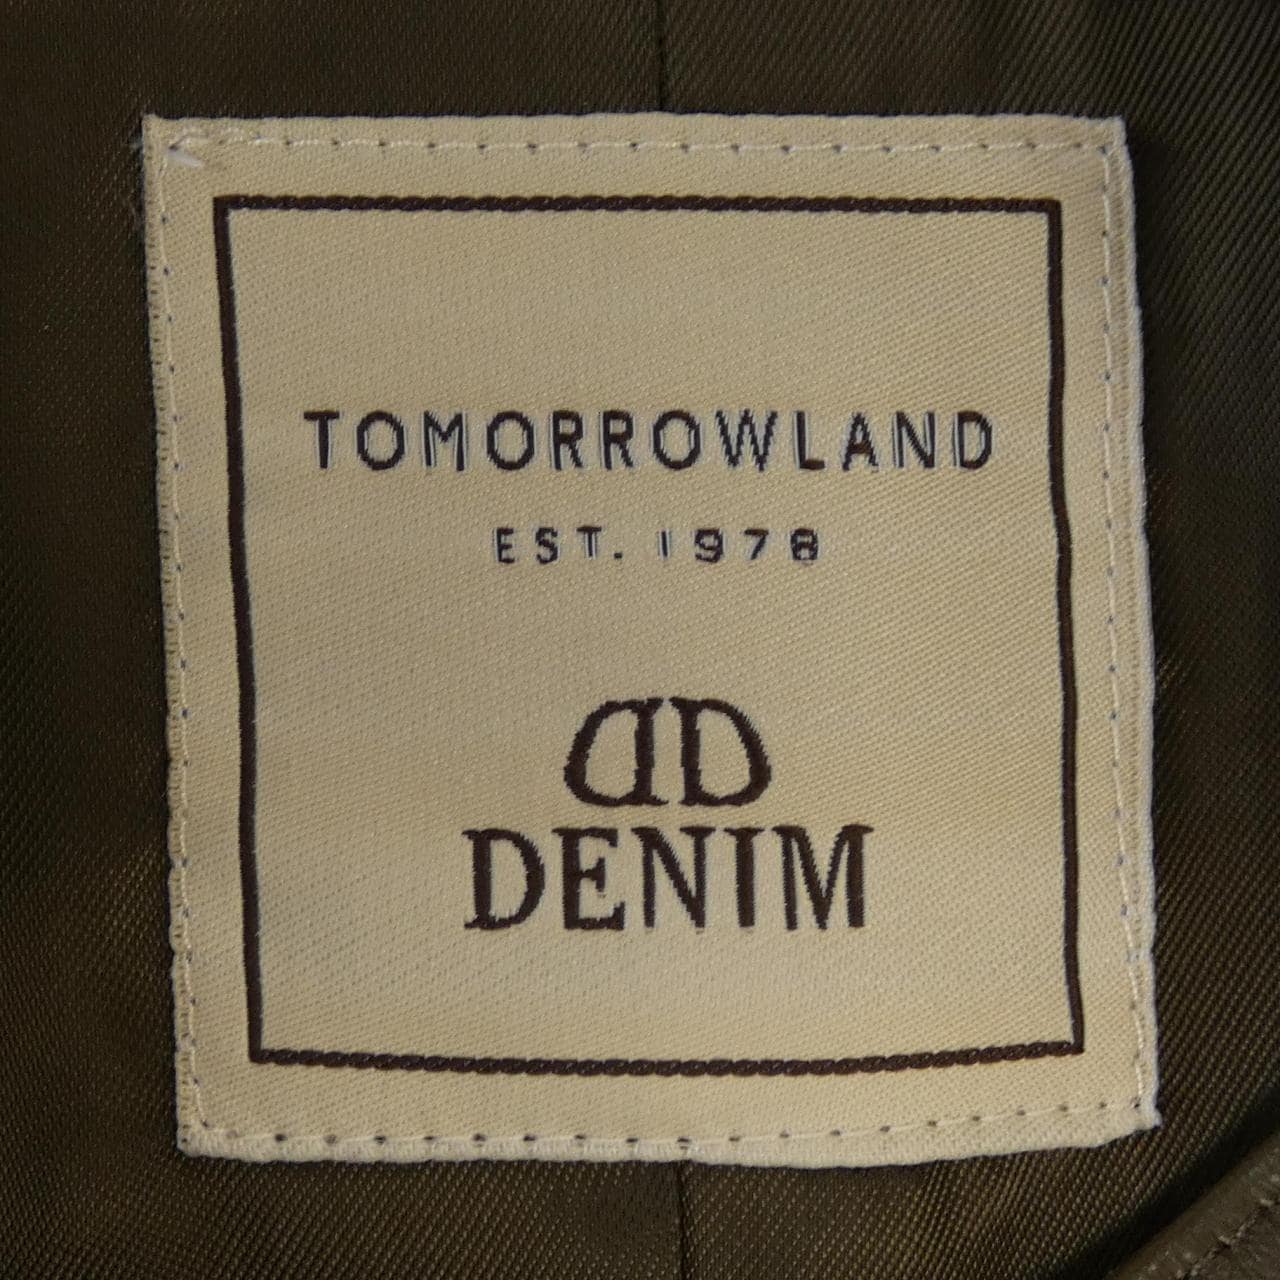 TOMORROWLAND
EST. 1978
DD
DENIM